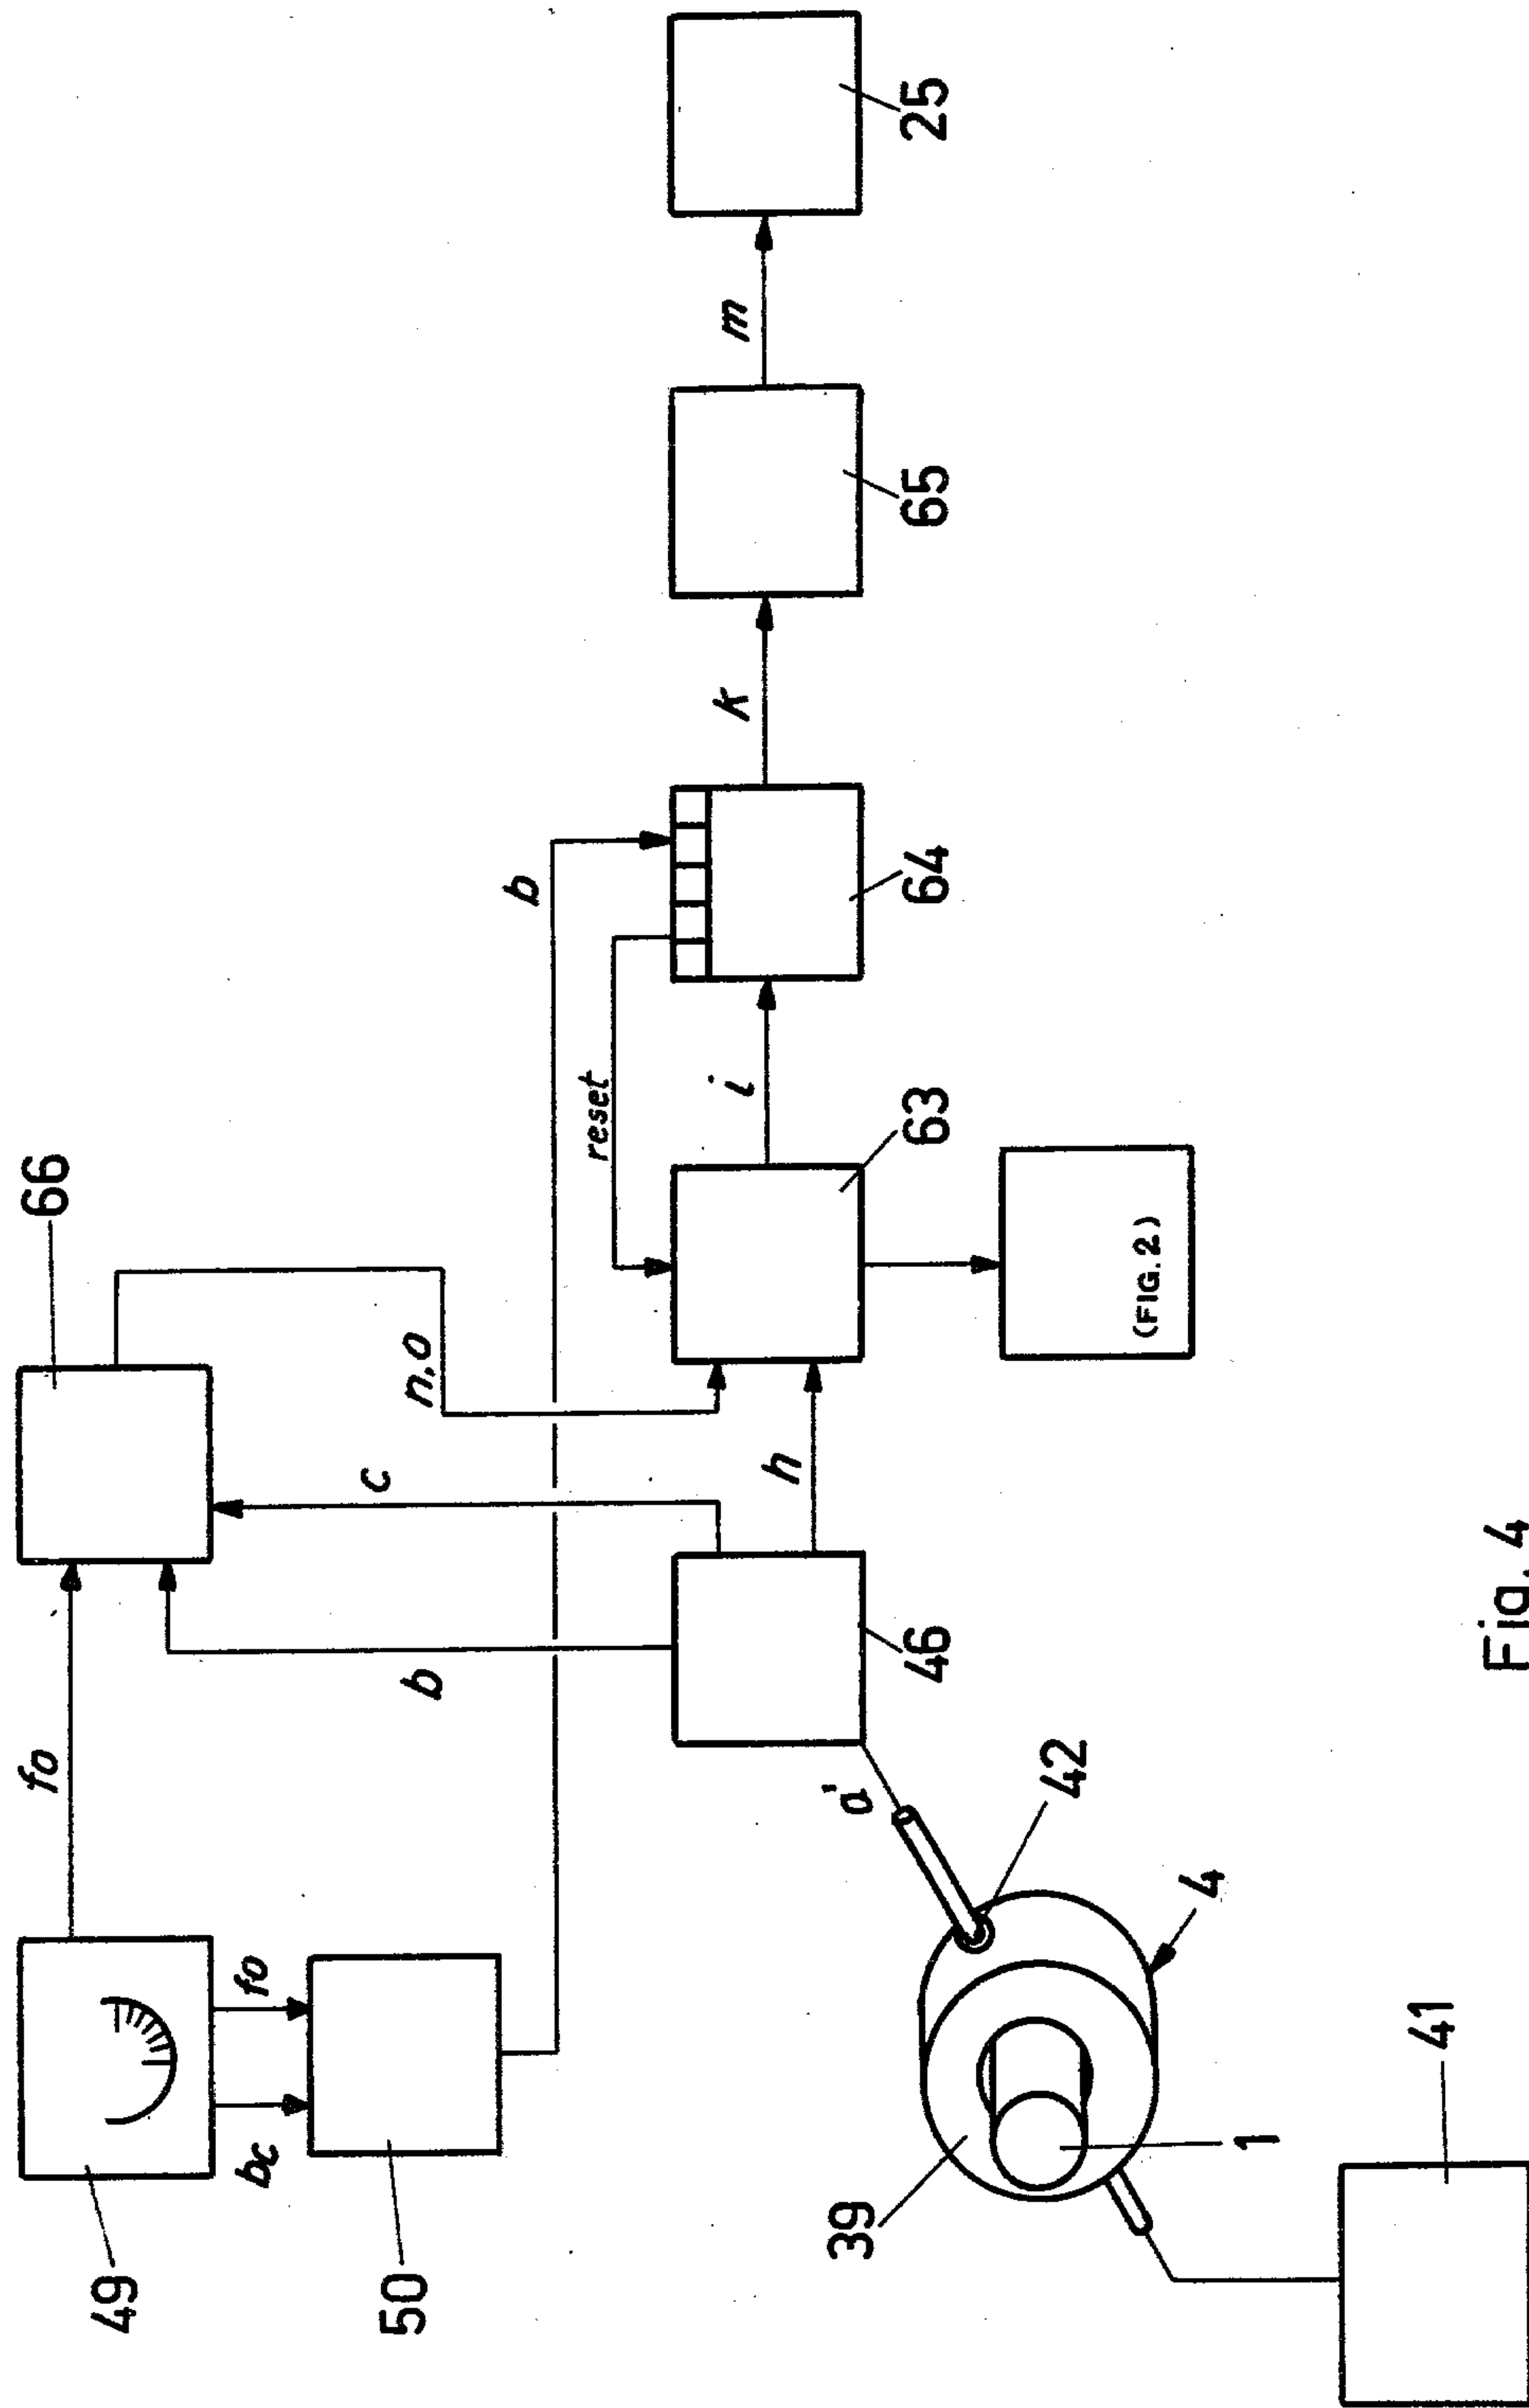 49
fo
66
bc
fo
50
b
c
n,o
b
reset
a'
46
h
63
i
64
k
65
m
25
(FIG. 2)
39
42
4
1
41
Fig. 4